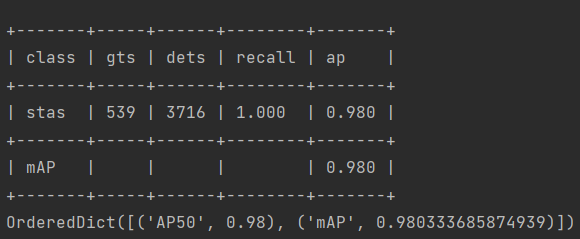 +-------+-----+------+--------+-------+
| class | gts | dets | recall | ap    |
+-------+-----+------+--------+-------+
| stas  | 539 | 3716 | 1.000  | 0.980 |
+-------+-----+------+--------+-------+
| mAP   |     |      |        | 0.980 |
+-------+-----+------+--------+-------+
OrderedDict([('AP50', 0.98), ('mAP', 0.980333685874939)])